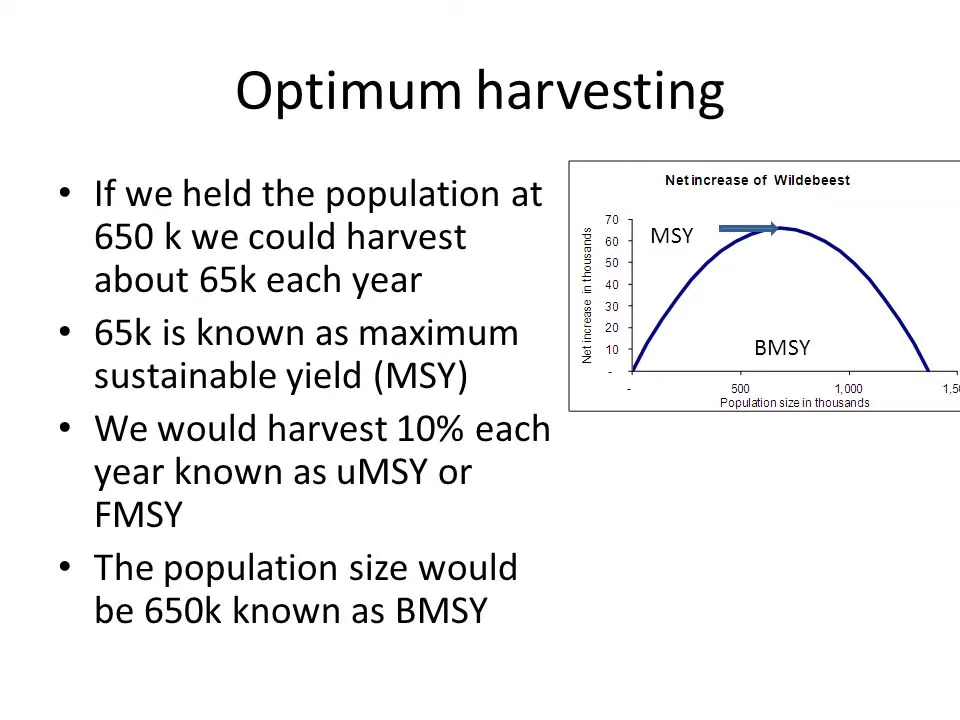 Optimum harvesting
• If we held the population at
650 k we could harvest
about 65k each year
• 65k is known as maximum
sustainable yield (MSY)
• We would harvest 10% each
year known as uMSY or
FMSY
• The population size would
be 650k known as BMSY
Net increase of Wildebeest
Net increase in thousands
70
60
50
40
30
20
10
-
MSY
BMSY
- 500 1,000 1,50
Population size in thousands